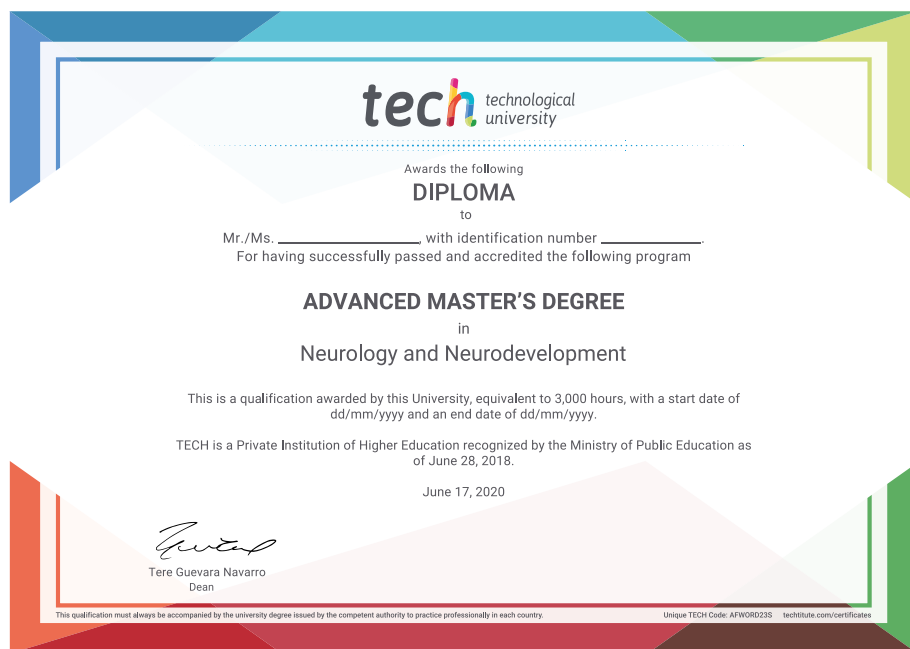 tech technological
university
Awards the following
DIPLOMA
to
Mr./Ms. ____________________, with identification number ______________.
For having successfully passed and accredited the following program
ADVANCED MASTER'S DEGREE
in
Neurology and Neurodevelopment
This is a qualification awarded by this University, equivalent to 3,000 hours, with a start date of
dd/mm/yyyy and an end date of dd/mm/yyyy.
TECH is a Private Institution of Higher Education recognized by the Ministry of Public Education as
of June 28, 2018.
June 17, 2020
Tere Guevara Navarro
Dean
This qualification must always be accompanied by the university degree issued by the competent authority to practice professionally in each country. Unique TECH Code: AFWORD23S techtitute.com/certificates